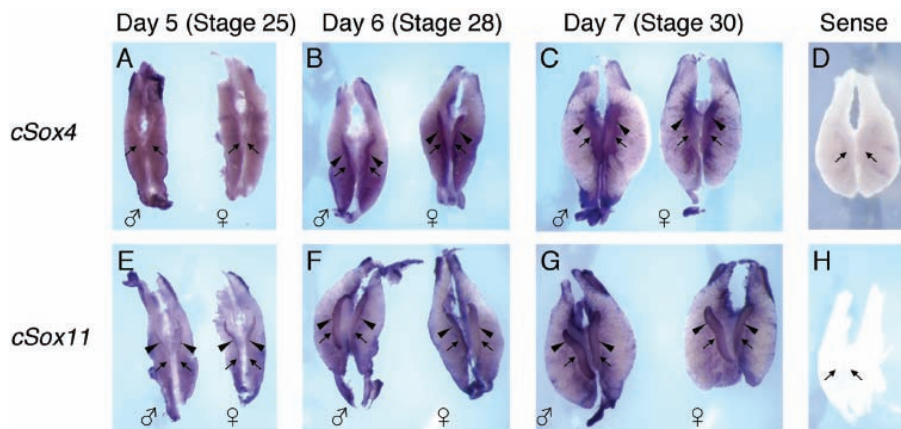 Day 5 (Stage 25) Day 6 (Stage 28) Day 7 (Stage 30) Sense
A B C D
cSox4
♂ ♀ ♂ ♀ ♂ ♀
E F G H
cSox11
♂ ♀ ♂ ♀ ♂ ♀